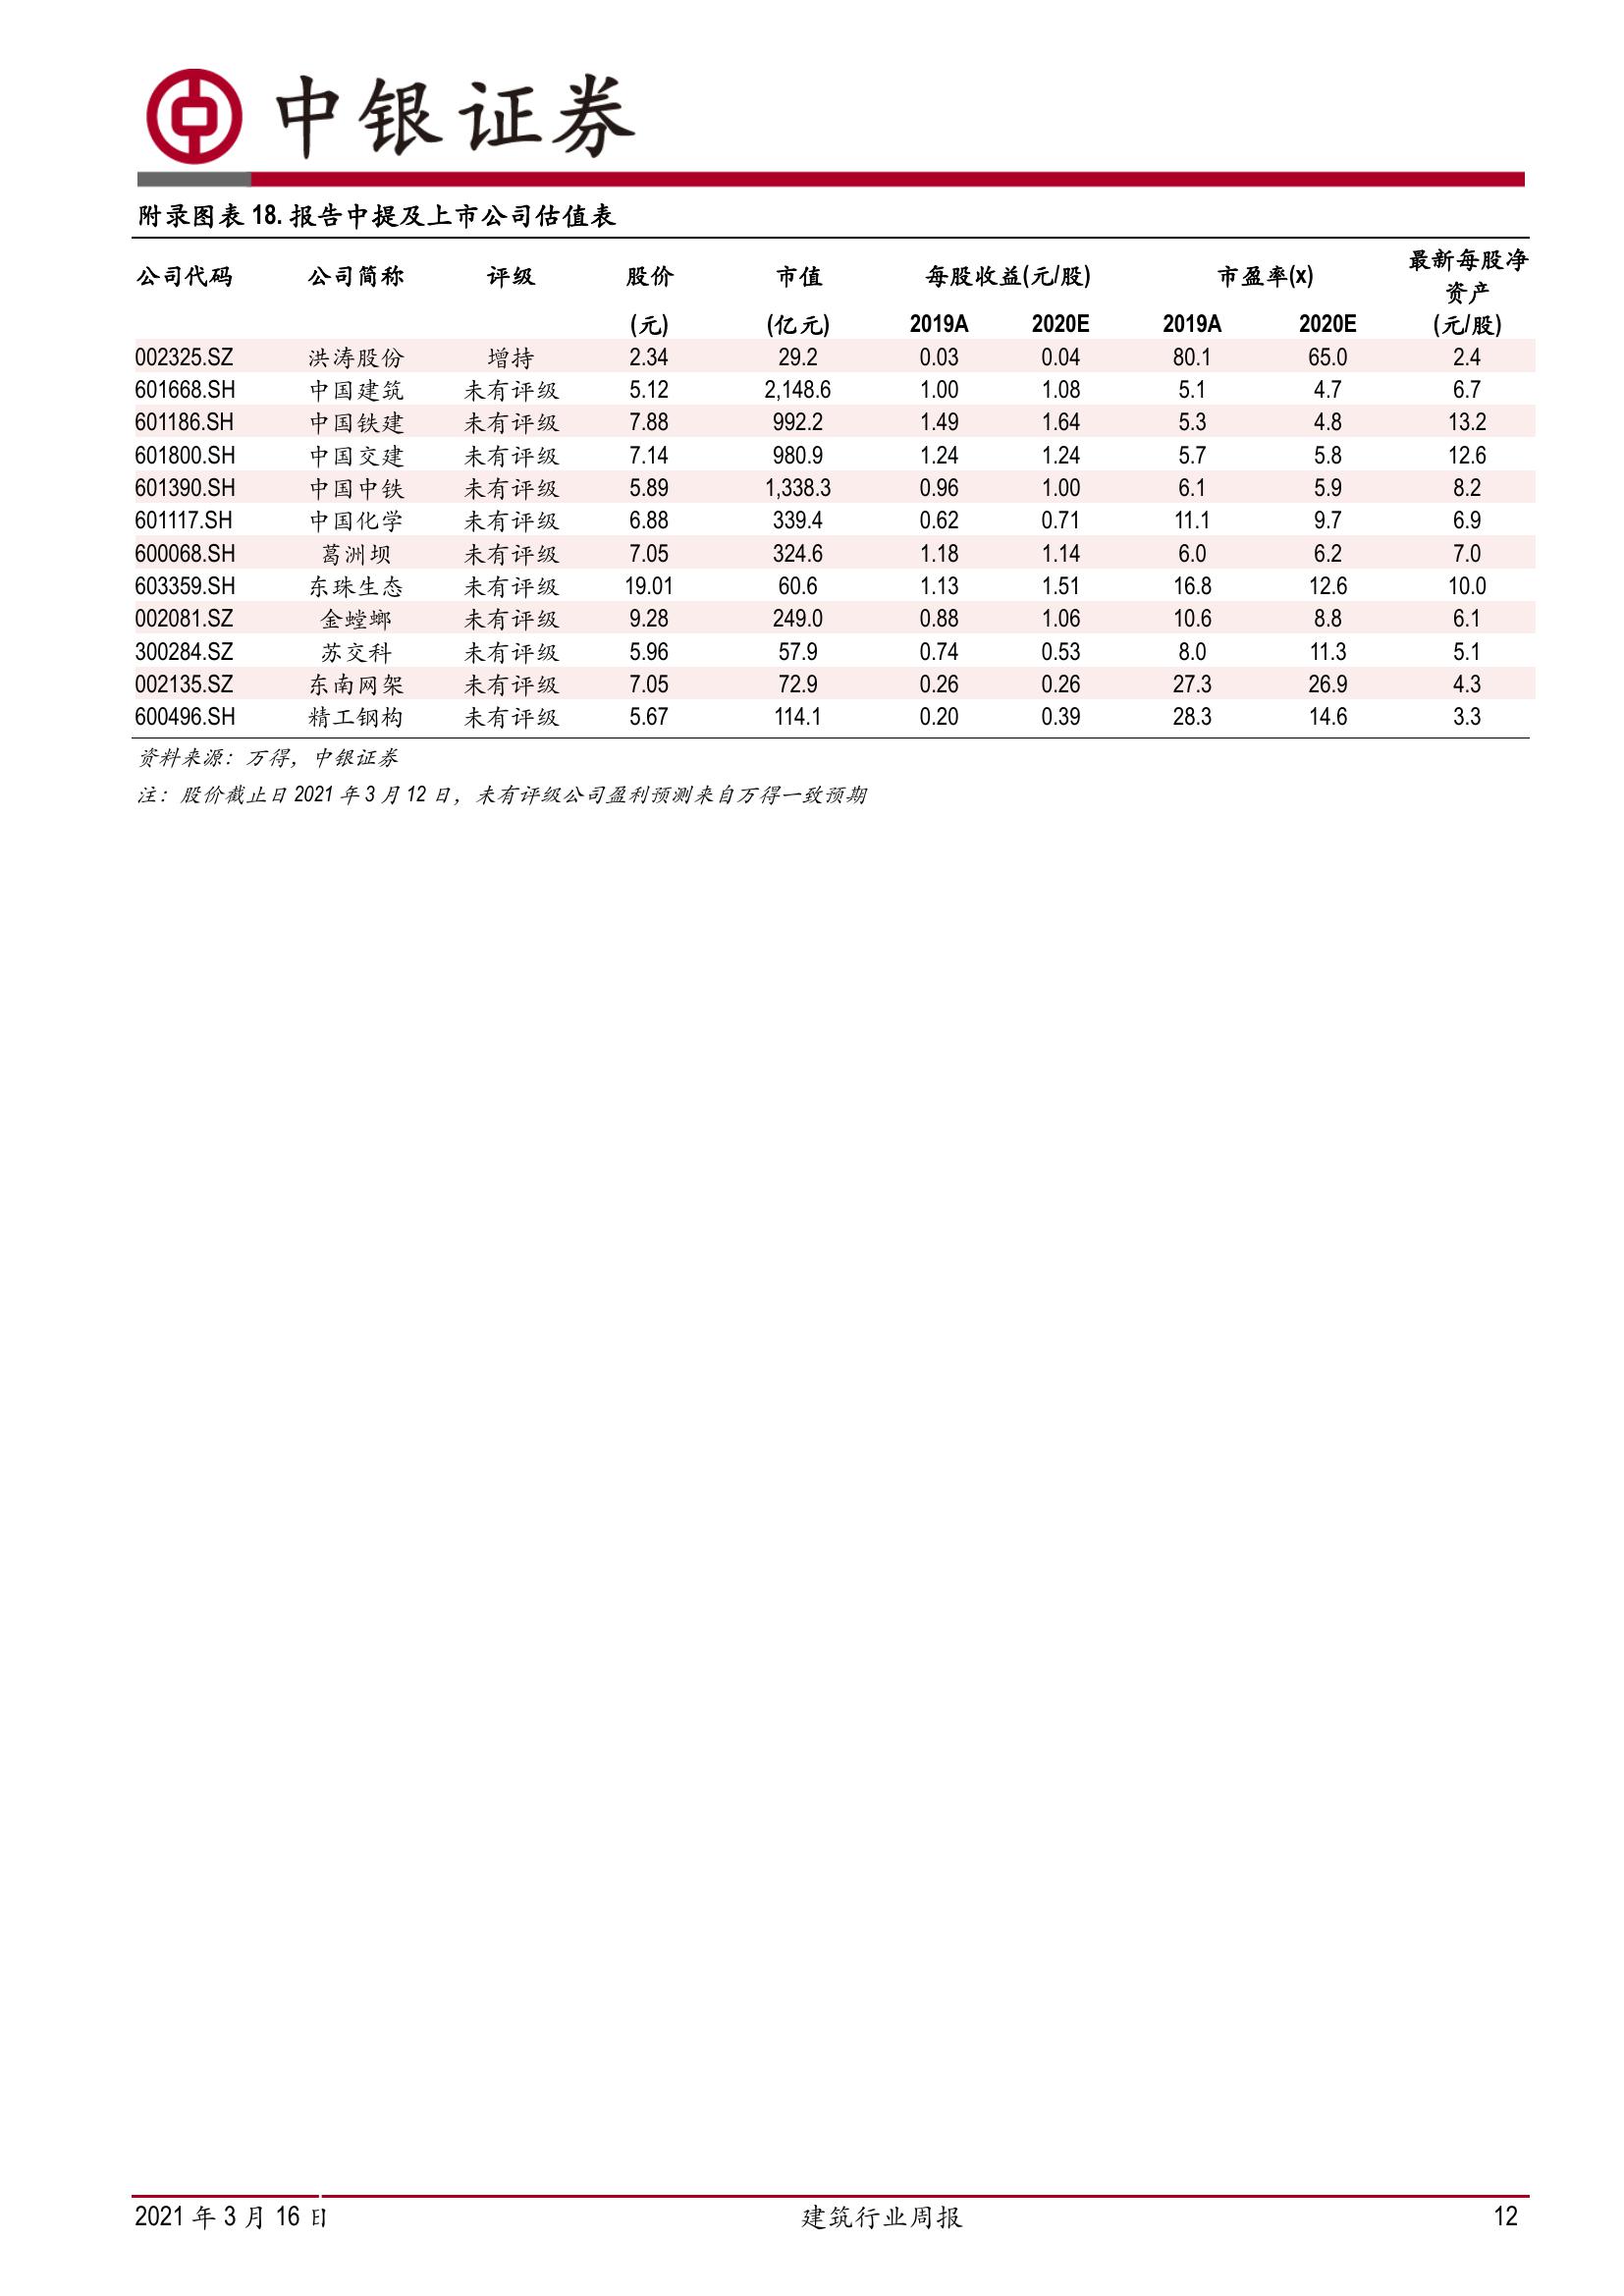 中银证券
附录图表 18. 报告中提及上市公司估值表
公司代码 公司简称 评级 股价 市值 每股收益(元/股) 市盈率(x) 最新每股净资产
(元) (亿元) 2019A 2020E 2019A 2020E (元/股)
002325.SZ 洪涛股份 增持 2.34 29.2 0.03 0.04 80.1 65.0 2.4
601668.SH 中国建筑 未有评级 5.12 2,148.6 1.00 1.08 5.1 4.7 6.7
601186.SH 中国铁建 未有评级 7.88 992.2 1.49 1.64 5.3 4.8 13.2
601800.SH 中国交建 未有评级 7.14 980.9 1.24 1.24 5.7 5.8 12.6
601390.SH 中国中铁 未有评级 5.89 1,338.3 0.96 1.00 6.1 5.9 8.2
601117.SH 中国化学 未有评级 6.88 339.4 0.62 0.71 11.1 9.7 6.9
600068.SH 葛洲坝 未有评级 7.05 324.6 1.18 1.14 6.0 6.2 7.0
603359.SH 东珠生态 未有评级 19.01 60.6 1.13 1.51 16.8 12.6 10.0
002081.SZ 金螳螂 未有评级 9.28 249.0 0.88 1.06 10.6 8.8 6.1
300284.SZ 苏交科 未有评级 5.96 57.9 0.74 0.53 8.0 11.3 5.1
002135.SZ 东南网架 未有评级 7.05 72.9 0.26 0.26 27.3 26.9 4.3
600496.SH 精工钢构 未有评级 5.67 114.1 0.20 0.39 28.3 14.6 3.3
资料来源：万得，中银证券
注：股价截止日 2021 年 3 月 12 日，未有评级公司盈利预测来自万得一致预期
2021 年 3 月 16 日 建筑行业周报 12